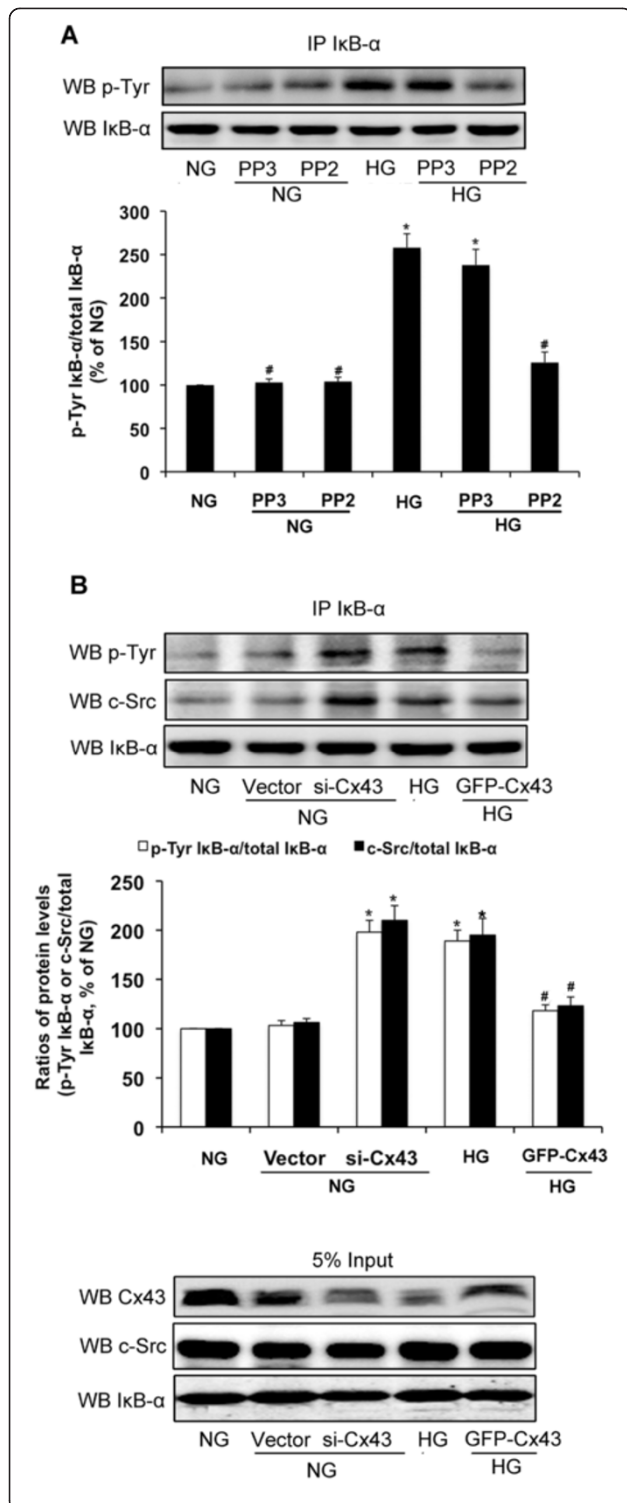 A
IP IκB-α
WB p-Tyr
WB IκB-α
NG PP3 PP2 HG PP3 PP2
NG HG
p-Tyr IκB-α/total IκB-α
(% of NG)
300
250
200
150
100
50
0
* * # # #
NG PP3 PP2 HG PP3 PP2
NG HG
B
IP IκB-α
WB p-Tyr
WB c-Src
WB IκB-α
NG Vector si-Cx43 HG GFP-Cx43
NG HG
p-Tyr IκB-α/total IκB-α c-Src/total IκB-α
Ratios of protein levels
(p-Tyr IκB-α or c-Src/total
IκB-α, % of NG)
250
200
150
100
50
0
* * * * # #
NG Vector si-Cx43 HG GFP-Cx43
NG HG
5% Input
WB Cx43
WB c-Src
WB IκB-α
NG Vector si-Cx43 HG GFP-Cx43
NG HG